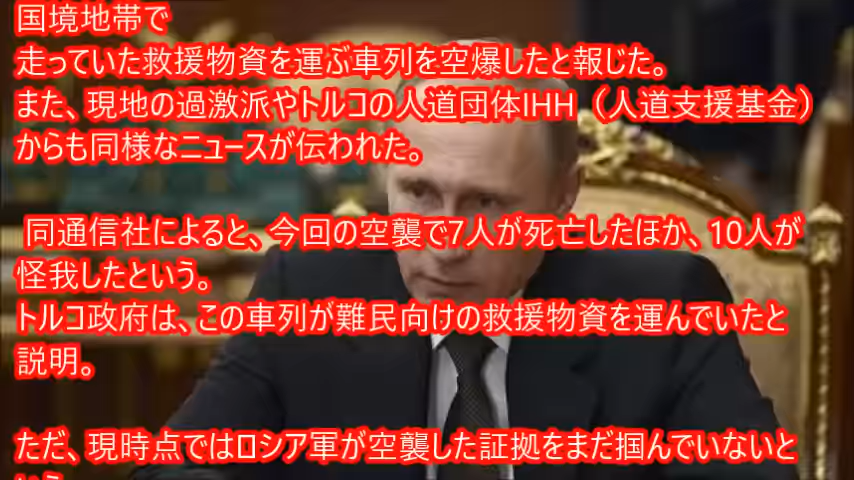 国境地帯で
走っていた救援物資を運ぶ車列を空爆したと報じた。
また、現地の過激派やトルコの人道団体IHH（人道支援基金）
からも同様なニュースが伝われた。
同通信社によると、今回の空襲で7人が死亡したほか、10人が
怪我したという。
トルコ政府は、この車列が難民向けの救援物資を運んでいたと
説明。
ただ、現時点ではロシア軍が空襲した証拠をまだ掴んでいないと